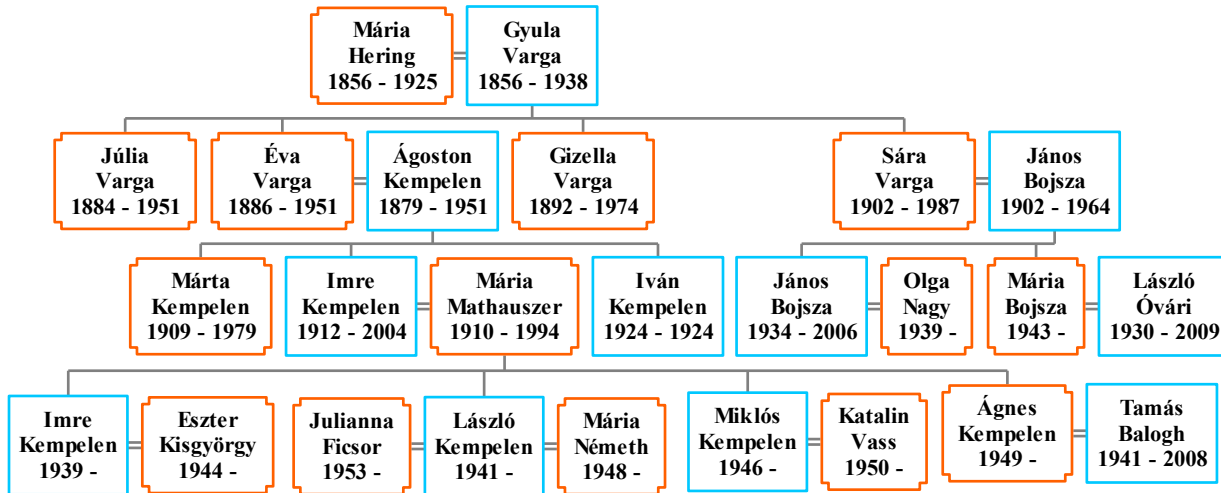 Mária
Hering
1856 - 1925
Gyula
Varga
1856 - 1938
Júlia
Varga
1884 - 1951
Éva
Varga
1886 - 1951
Ágoston
Kempelen
1879 - 1951
Gizella
Varga
1892 - 1974
Sára
Varga
1902 - 1987
János
Bojsza
1902 - 1964
Márta
Kempelen
1909 - 1979
Imre
Kempelen
1912 - 2004
Mária
Mathauszer
1910 - 1994
Iván
Kempelen
1924 - 1924
János
Bojsza
1934 - 2006
Olga
Nagy
1939 -
Mária
Bojsza
1943 -
László
Óvári
1930 - 2009
Imre
Kempelen
1939 -
Eszter
Kisgyörgy
1944 -
Julianna
Ficsor
1953 -
László
Kempelen
1941 -
Mária
Németh
1948 -
Miklós
Kempelen
1946 -
Katalin
Vass
1950 -
Ágnes
Kempelen
1949 -
Tamás
Balogh
1941 - 2008